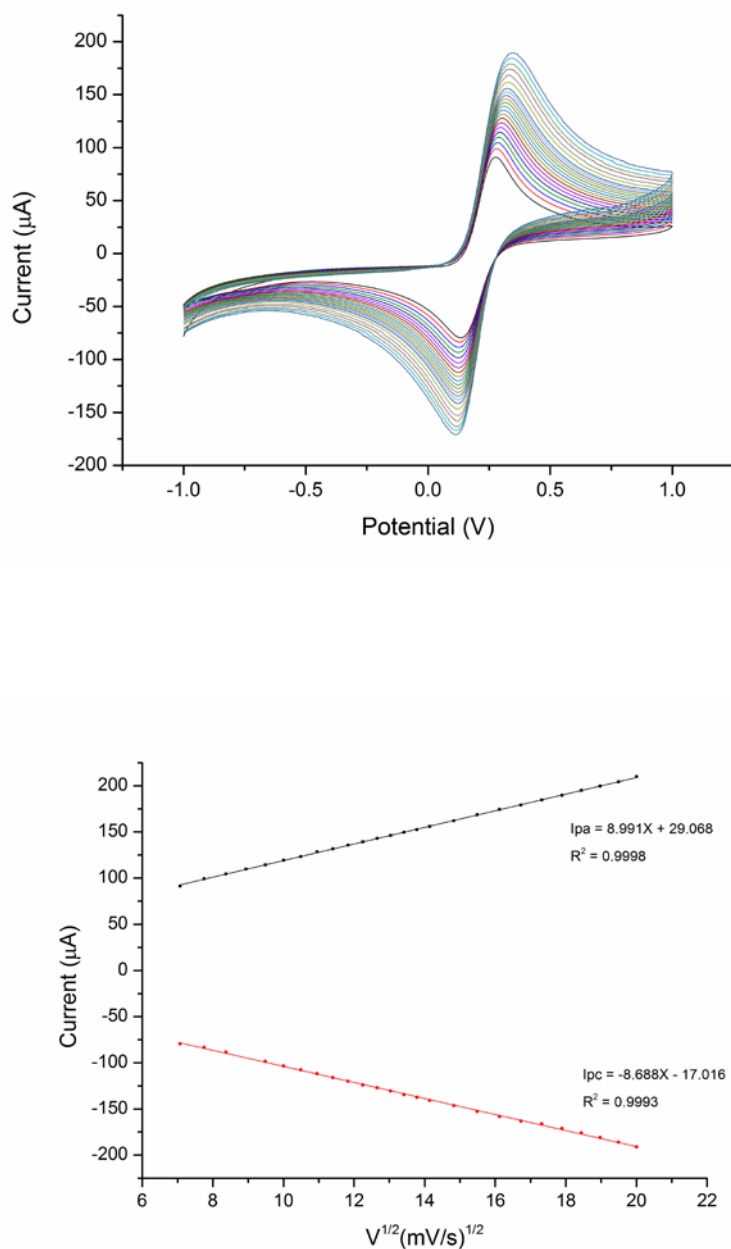 200
150
100
50
0
-50
-100
-150
-200
Current (μA)
-1.0 -0.5 0.0 0.5 1.0
Potential (V)
200
150
100
50
0
-50
-100
-150
-200
Current (μA)
Ipa = 8.991X + 29.068
R² = 0.9998
Ipc = -8.688X - 17.016
R² = 0.9993
6 8 10 12 14 16 18 20 22
V^1/2(mV/s)^1/2